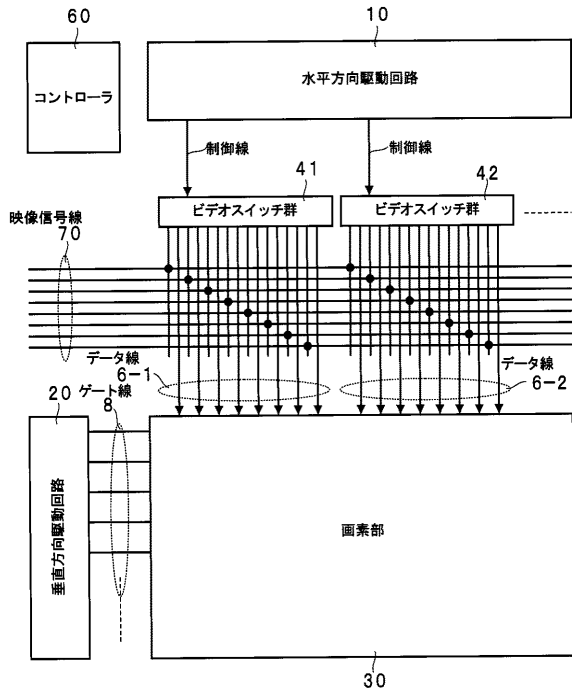 60
10
コントローラ
水平方向駆動回路
制御線
制御線
41
42
ビデオスイッチ群
ビデオスイッチ群
映像信号線
70
データ線
6-1
データ線
6-2
20
ゲート線
8
垂直方向駆動回路
画素部
30